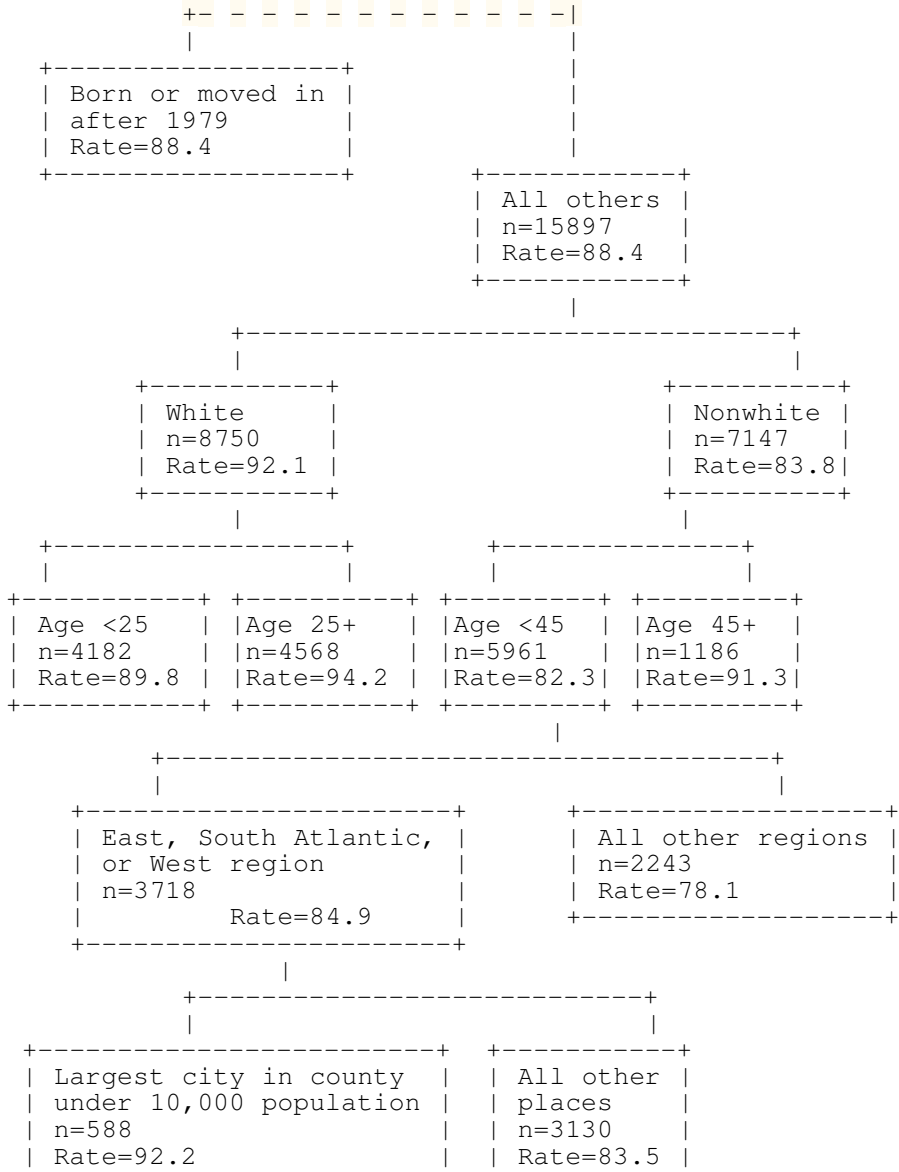 Born or moved in
after 1979
Rate=88.4
All others
n=15897
Rate=88.4
White
n=8750
Rate=92.1
Nonwhite
n=7147
Rate=83.8
Age <25
n=4182
Rate=89.8
Age 25+
n=4568
Rate=94.2
Age <45
n=5961
Rate=82.3
Age 45+
n=1186
Rate=91.3
East, South Atlantic,
or West region
n=3718
Rate=84.9
All other regions
n=2243
Rate=78.1
Largest city in county
under 10,000 population
n=588
Rate=92.2
All other
places
n=3130
Rate=83.5